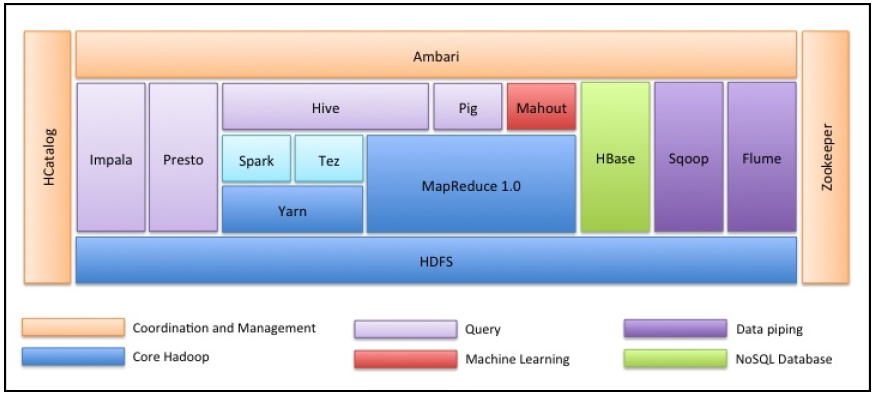 Ambari
HCatalog
Impala
Presto
Hive
Pig
Mahout
HBase
Sqoop
Flume
Zookeeper
Spark
Tez
MapReduce 1.0
Yarn
HDFS
Coordination and Management
Query
Data piping
Core Hadoop
Machine Learning
NoSQL Database